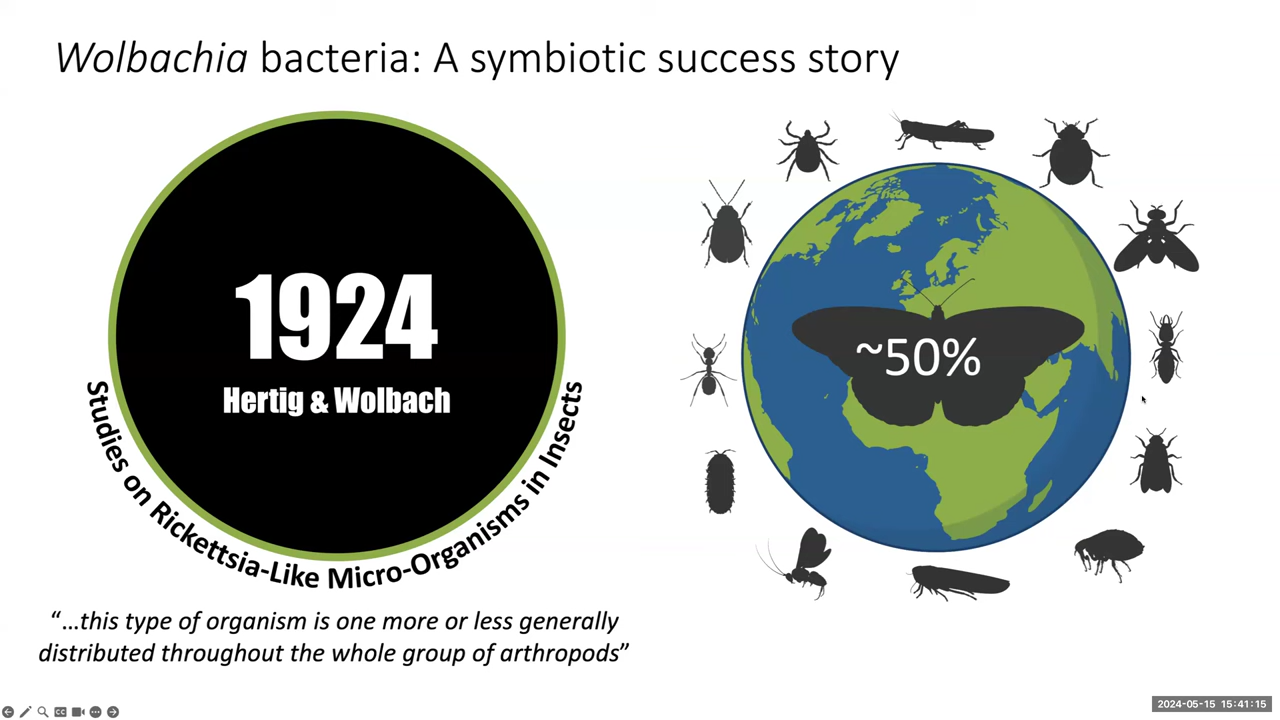 Wolbachia bacteria: A symbiotic success story
1924
Hertig & Wolbach
Studies on Rickettsia-Like Micro-Organisms in Insects
“...this type of organism is one more or less generally
distributed throughout the whole group of arthropods”
~50%
CC
2024-05-15 15:41:15